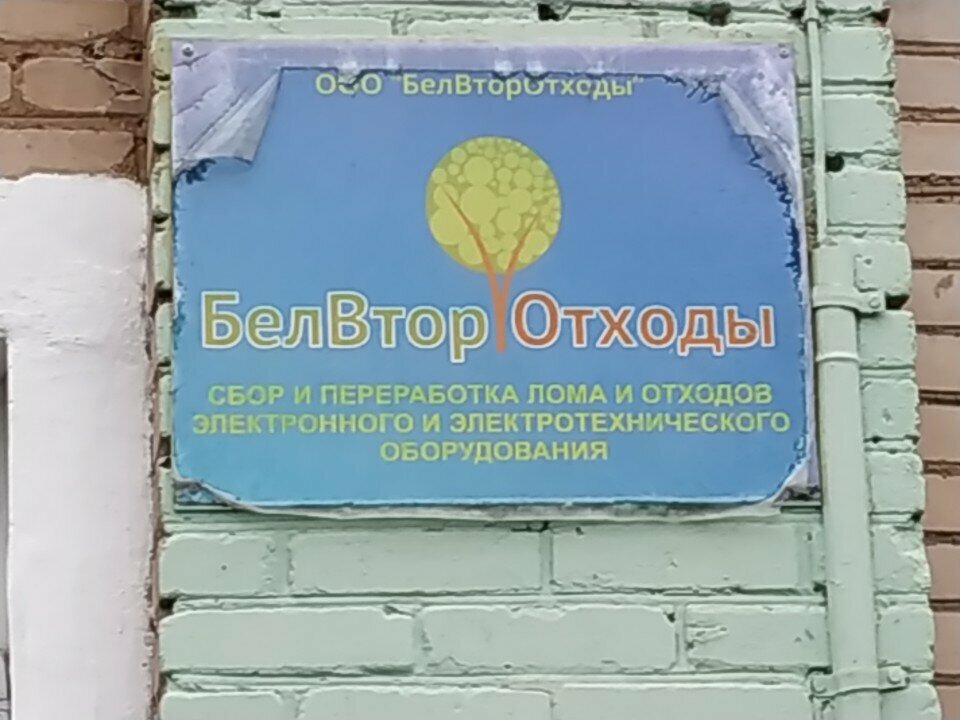 ООО "БелВторОтходы"
БелВторОтходы
СБОР И ПЕРЕРАБОТКА ЛОМА И ОТХОДОВ
ЭЛЕКТРОННОГО И ЭЛЕКТРОТЕХНИЧЕСКОГО
ОБОРУДОВАНИЯ